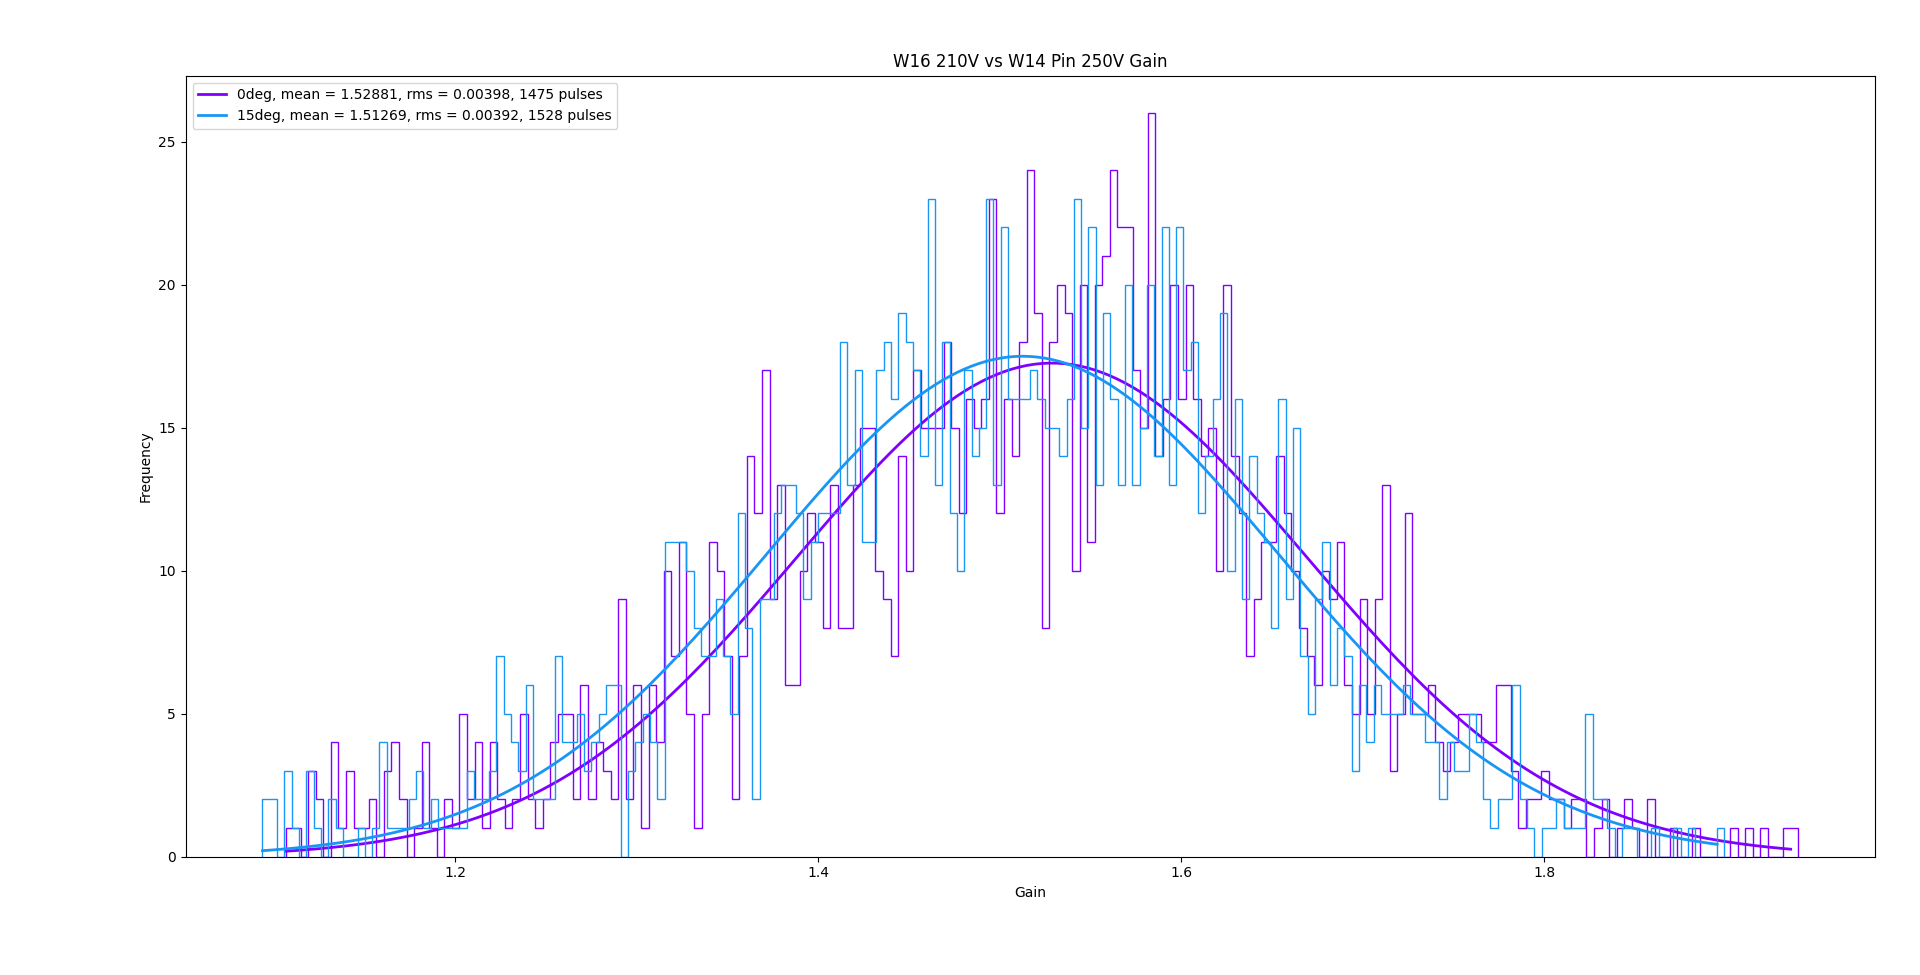 W16 210V vs W14 Pin 250V Gain
0deg, mean = 1.52881, rms = 0.00398, 1475 pulses
15deg, mean = 1.51269, rms = 0.00392, 1528 pulses
25
20
15
10
5
0
Frequency
1.2 1.4 1.6 1.8
Gain